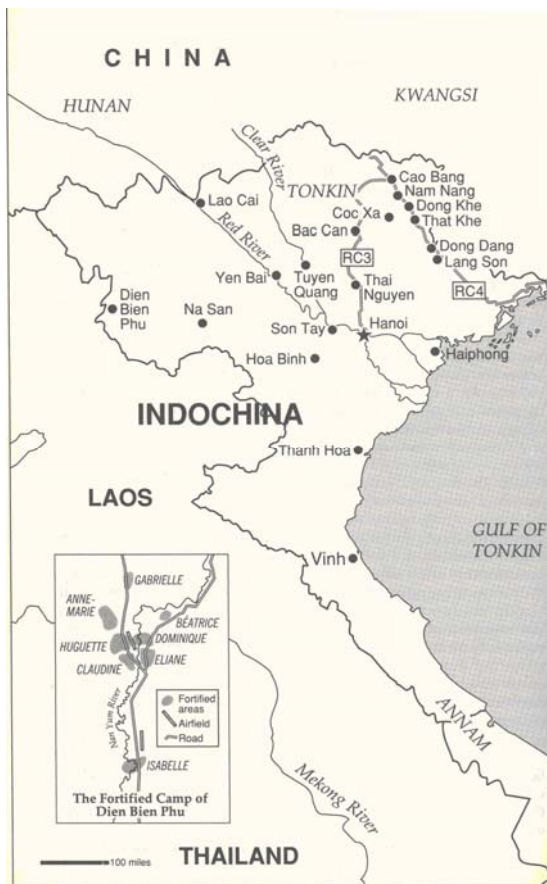 CHINA
HUNAN
KWANGSI
Clear River
TONKIN
Cao Bang
Nam Nang
Dong Khe
That Khe
Lao Cai
Coc Xa
Bac Can
Red River
Dong Dang
Lang Son
RC3
RC4
Yen Bai
Tuyen
Quang
Thai
Nguyen
Dien
Bien
Phu
Na San
Son Tay
Hanoi
Haiphong
Hoa Binh
INDOCHINA
Thanh Hoa
LAOS
GULF OF
TONKIN
Vinh
GABRIELLE
ANNE-
MARIE
BÉATRICE
HUGUETTE
DOMINIQUE
CLAUDINE
ELIANE
Nan Yum River
Fortified
areas
Airfield
Road
ISABELLE
The Fortified Camp of
Dien Bien Phu
ANNAM
Mekong River
100 miles
THAILAND